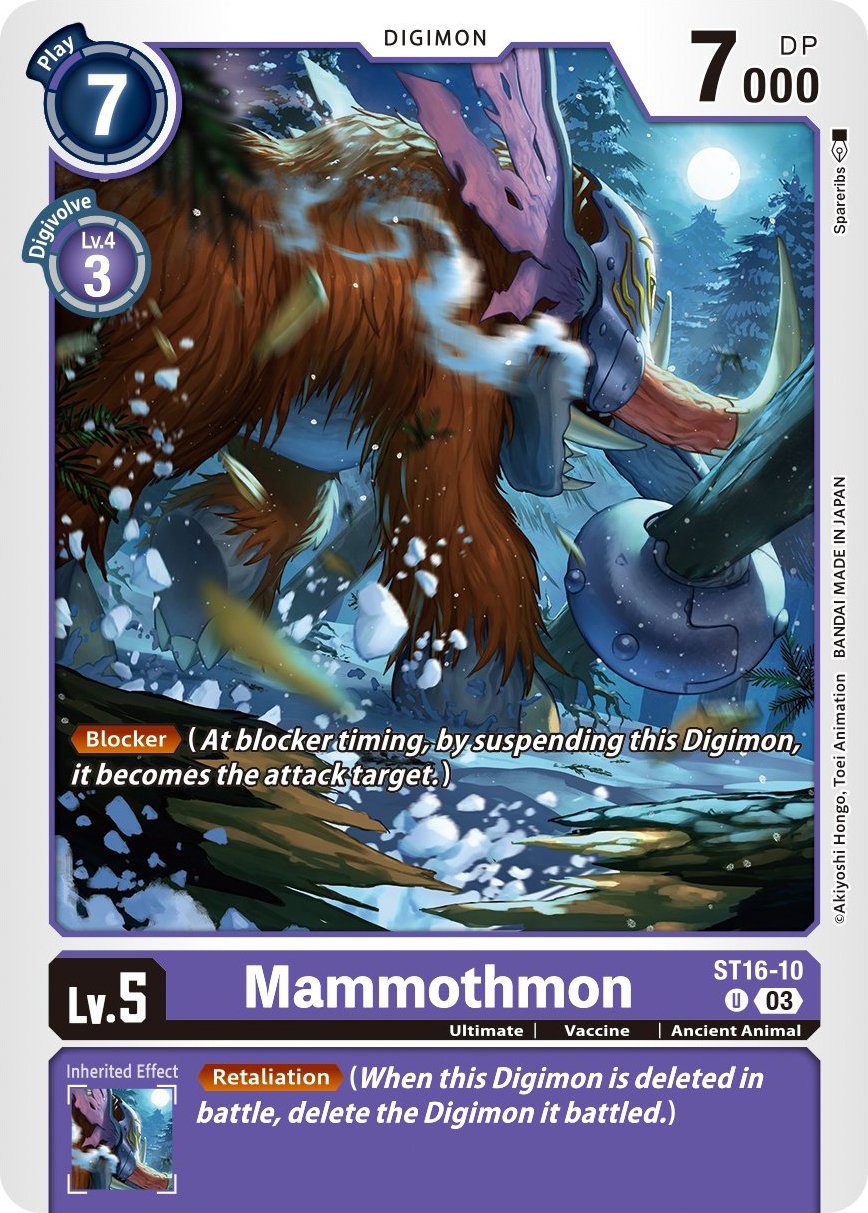 DIGIMON
Play
7
DP
7000
Digivolve
Lv.4
3
Spareribs
©Akiyoshi Hongo, Toei Animation BANDAI MADE IN JAPAN
Blocker (At blocker timing, by suspending this Digimon,
it becomes the attack target.)
Lv.5
Mammothmon
ST16-10
U 03
Ultimate | Vaccine | Ancient Animal
Inherited Effect
Retaliation (When this Digimon is deleted in
battle, delete the Digimon it battled.)